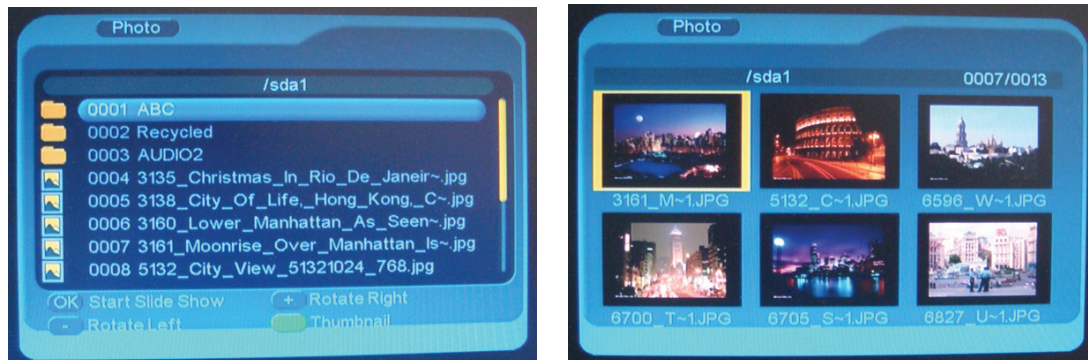 Photo
/sda1
0001 ABC
0002 Recycled
0003 AUDIO2
0004 3135_Christmas_In_Rio_De_Janeir~.jpg
0005 3138_City_Of_Life,_Hong_Kong,_C~.jpg
0006 3160_Lower_Manhattan_As_Seen~.jpg
0007 3161_Moonrise_Over_Manhattan_Is~.jpg
0008 5132_City_View_51321024_768.jpg
OK Start Slide Show + Rotate Right
- Rotate Left Thumbnail
Photo
/sda1 0007/0013
3161_M~1.JPG 5132_C~1.JPG 6596_W~1.JPG
6700_T~1.JPG 6705_S~1.JPG 6827_U~1.JPG